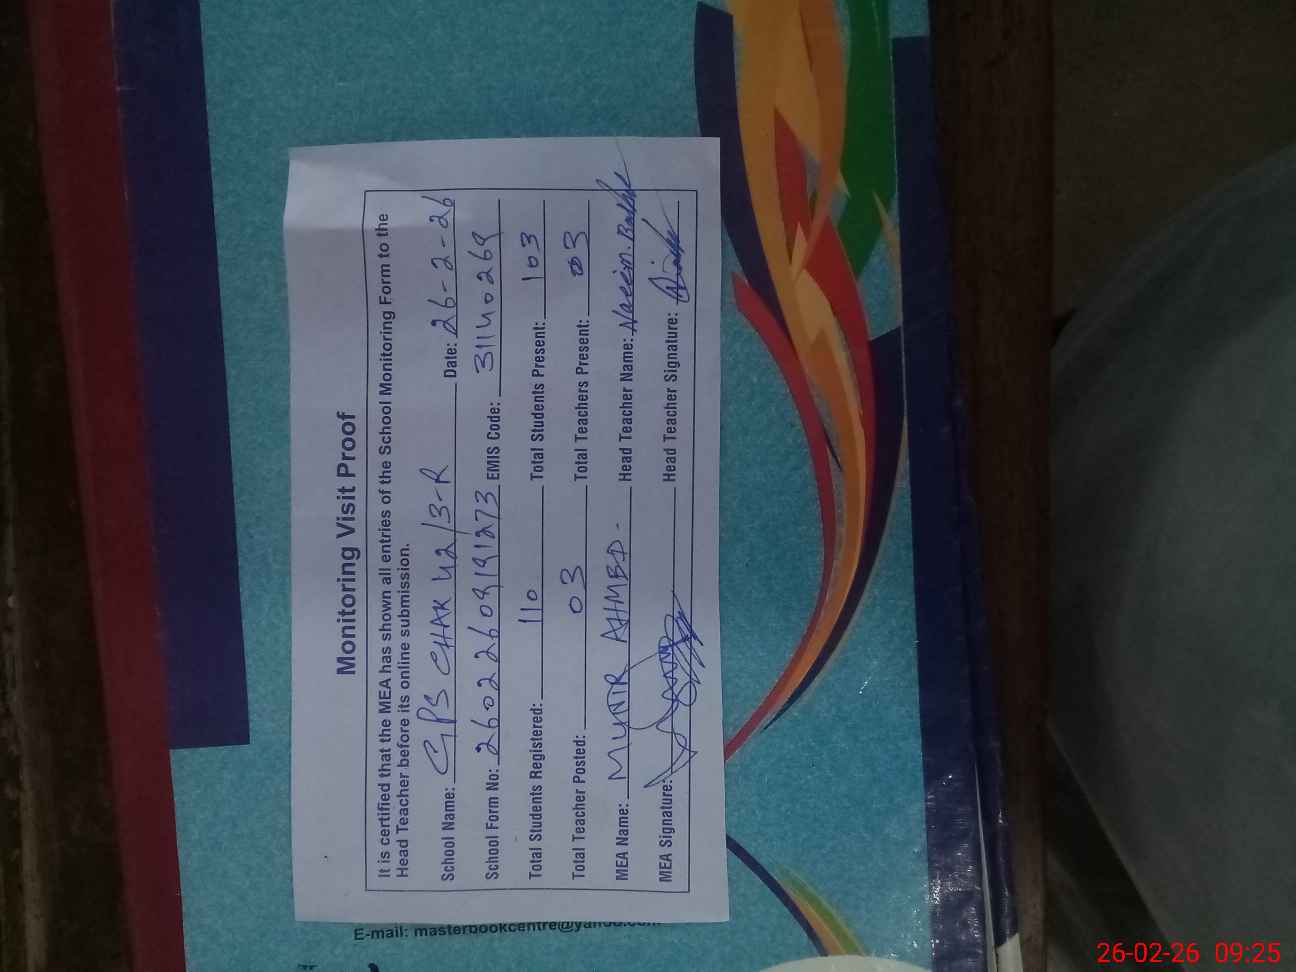 Monitoring Visit Proof
It is certified that the MEA has shown all entries of the School Monitoring Form to the
Head Teacher before its online submission.
School Name: GPS CHAK 42/3-R Date: 26-2-26
School Form No: 26022609191273 EMIS Code: 31140269
Total Students Registered: 110 Total Students Present: 103
Total Teacher Posted: 03 Total Teachers Present: 03
MEA Name: MUNIR AHMED. Head Teacher Name: Naeem. Bakhsh
MEA Signature: Head Teacher Signature:
E-mail: masterbookcentre@yahoo.com
26-02-26 09:25